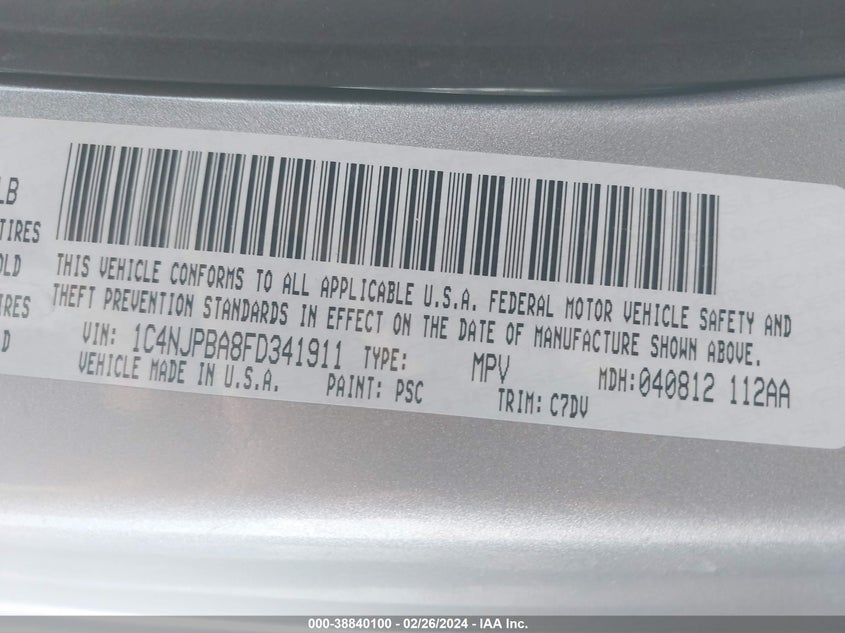 LB
TIRES
OLD
IRES
D
THIS VEHICLE CONFORMS TO ALL APPLICABLE U.S.A. FEDERAL MOTOR VEHICLE SAFETY AND
THEFT PREVENTION STANDARDS IN EFFECT ON THE DATE OF MANUFACTURE SHOWN ABOVE.
VIN: 1C4NJPBA8FD341911 TYPE: MPV MDH:040812 112AA
VEHICLE MADE IN U.S.A. PAINT: PSC TRIM: C7DV
000-38840100 - 02/26/2024 - IAA Inc.